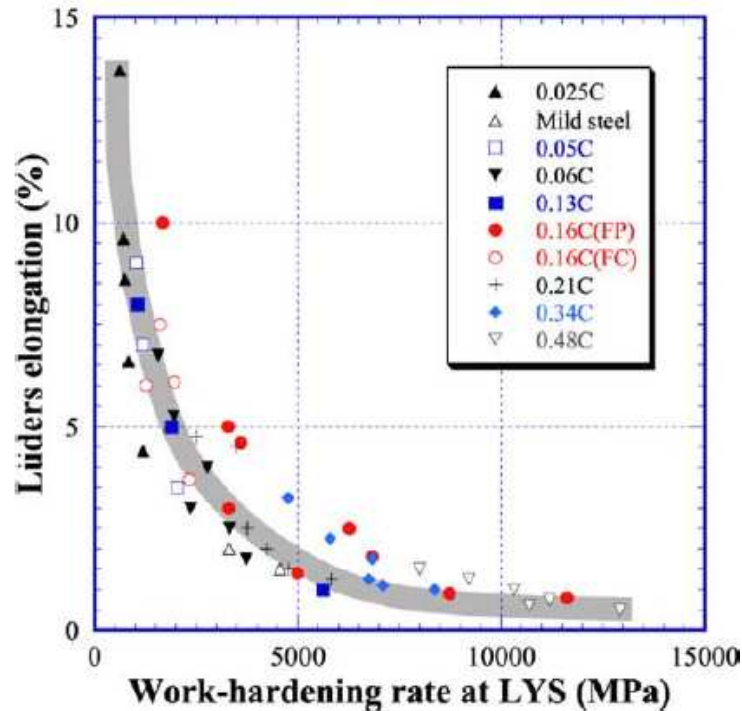 15
10
5
0
0
5000
10000
15000
Lüders elongation (%)
Work-hardening rate at LYS (MPa)
0.025C
Mild steel
0.05C
0.06C
0.13C
0.16C(FP)
0.16C(FC)
0.21C
0.34C
0.48C